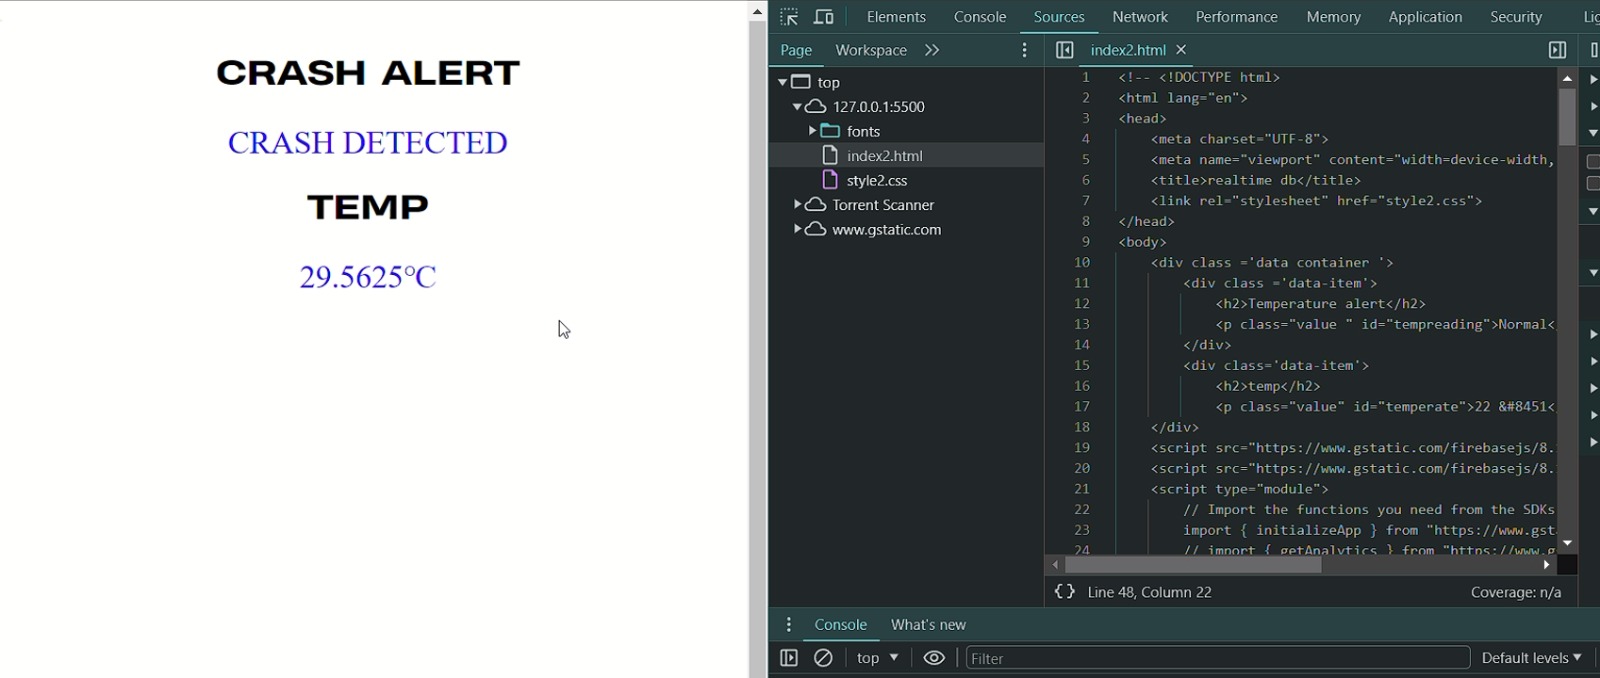 CRASH ALERT
CRASH DETECTED
TEMP
29.5625℃
Elements Console Sources Network Performance Memory Application Security Lig
Page Workspace
index2.html
top
127.0.0.1:5500
fonts
index2.html
style2.css
Torrent Scanner
www.gstatic.com
1 <!-- <!DOCTYPE html>
2 <html lang="en">
3 <head>
4 <meta charset="UTF-8">
5 <meta name="viewport" content="width=device-width,
6 <title>realtime db</title>
7 <link rel="stylesheet" href="style2.css">
8 </head>
9 <body>
10 <div class ='data container '>
11 <div class ='data-item'>
12 <h2>Temperature alert</h2>
13 <p class="value " id="tempreading">Normal<
14 </div>
15 <div class='data-item'>
16 <h2>temp</h2>
17 <p class="value" id="temperate">22 &#8451<
18 </div>
19 <script src="https://www.gstatic.com/firebasejs/8.
20 <script src="https://www.gstatic.com/firebasejs/8.
21 <script type="module">
22 // Import the functions you need from the SDKs
23 import { initializeApp } from "https://www.gst
24 // import { getAnalytics } from "https://www.g
{} Line 48, Column 22 Coverage: n/a
Console What's new
top Filter Default levels